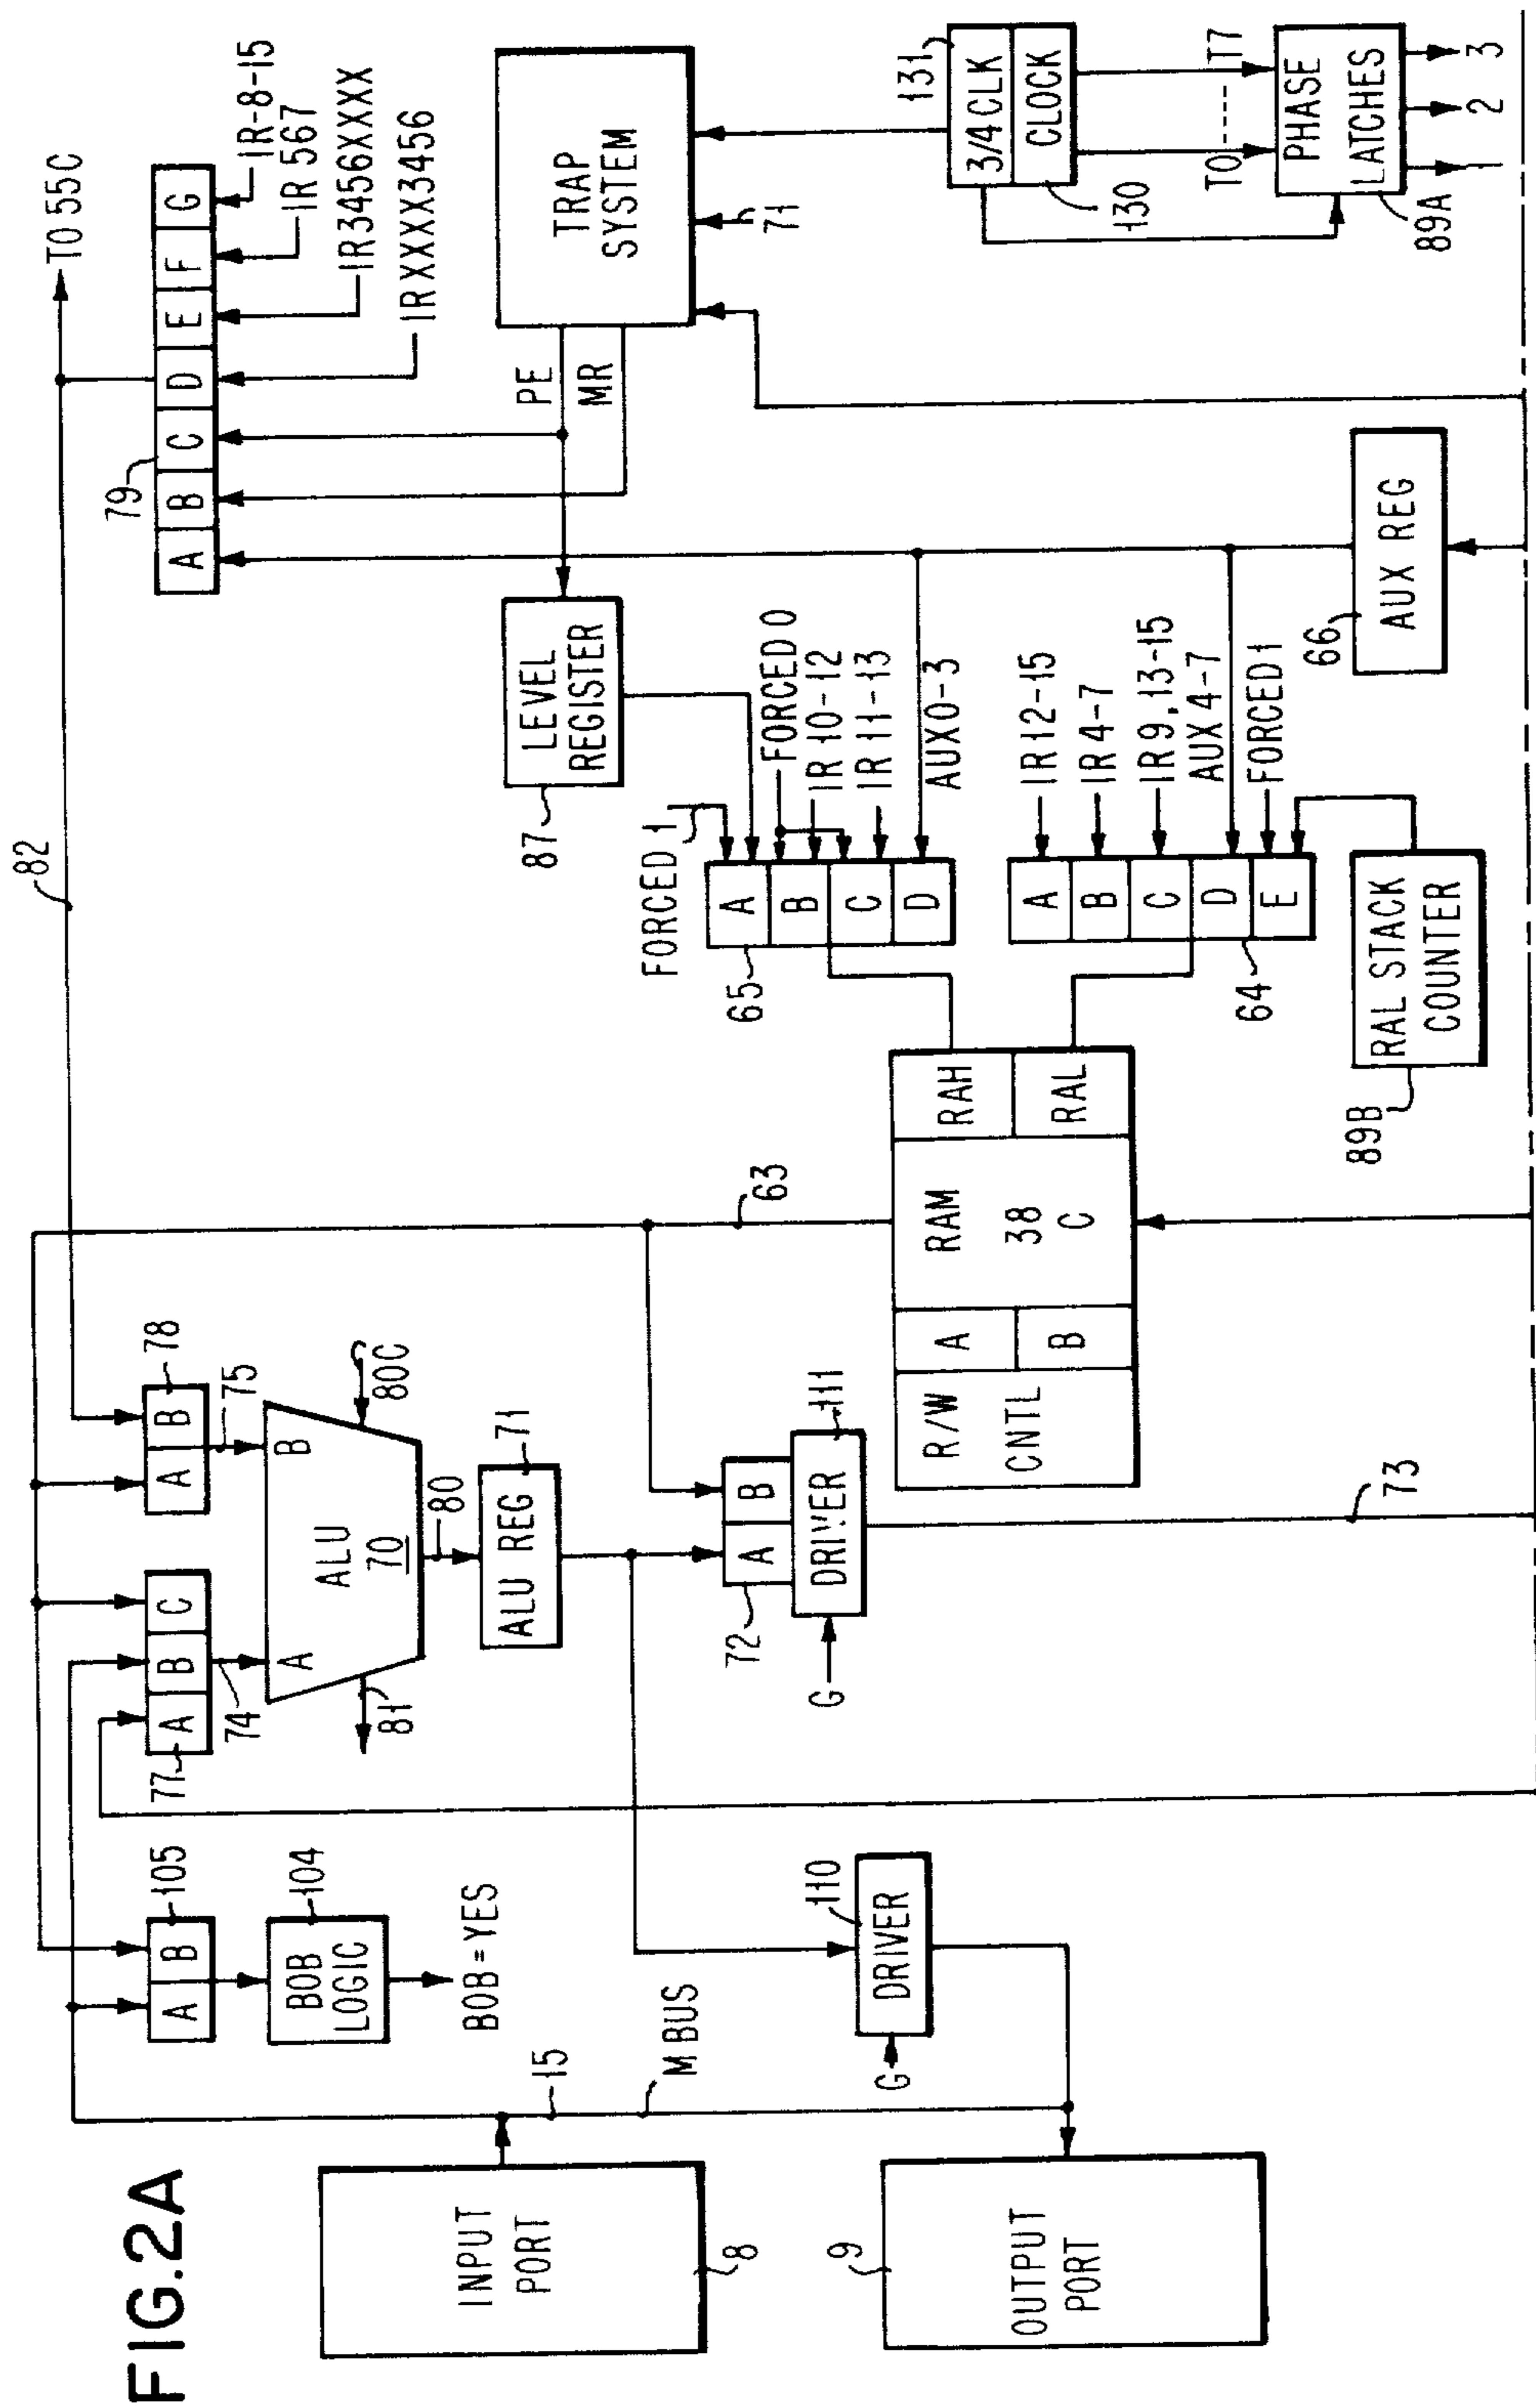 FIG.2A
INPUT
PORT
8
OUTPUT
PORT
9
15
M BUS
A B
105
BOB
LOGIC
104
BOB = YES
G
DRIVER
110
77
A B C
74
A B
78
75
A B
ALU
70
80C
81
80
ALU REG
71
72
A B
DRIVER
111
G
73
63
82
TO 55C
R/W
CNTL
A
B
RAM
38
C
RAH
RAL
65
A
B
C
D
FORCED 1
FORCED 0
IR 10-12
IR 11-13
AUX 0-3
64
A
B
C
D
E
IR 12-15
IR 4-7
IR 9, 13-15
AUX 4-7
FORCED 1
RAL STACK
COUNTER
89B
LEVEL
REGISTER
87
AUX REG
66
79
A B C D E F G
IR-8-15
IR 567
IR3456XXXX
IRXXXX3456
PE
MR
TRAP
SYSTEM
71
131
3/4 CLK
CLOCK
130
T0 ----- T7
PHASE
LATCHES
89A
1 2 3